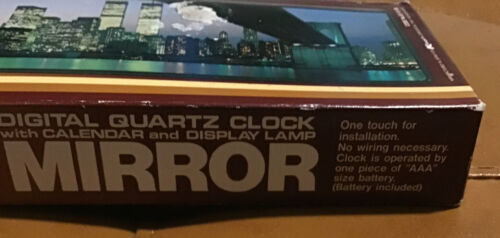 DIGITAL QUARTZ CLOCK
with CALENDAR and DISPLAY LAMP
MIRROR
One touch for
installation.
No wiring necessary.
Clock is operated by
one piece of "AAA"
size battery.
(Battery included)